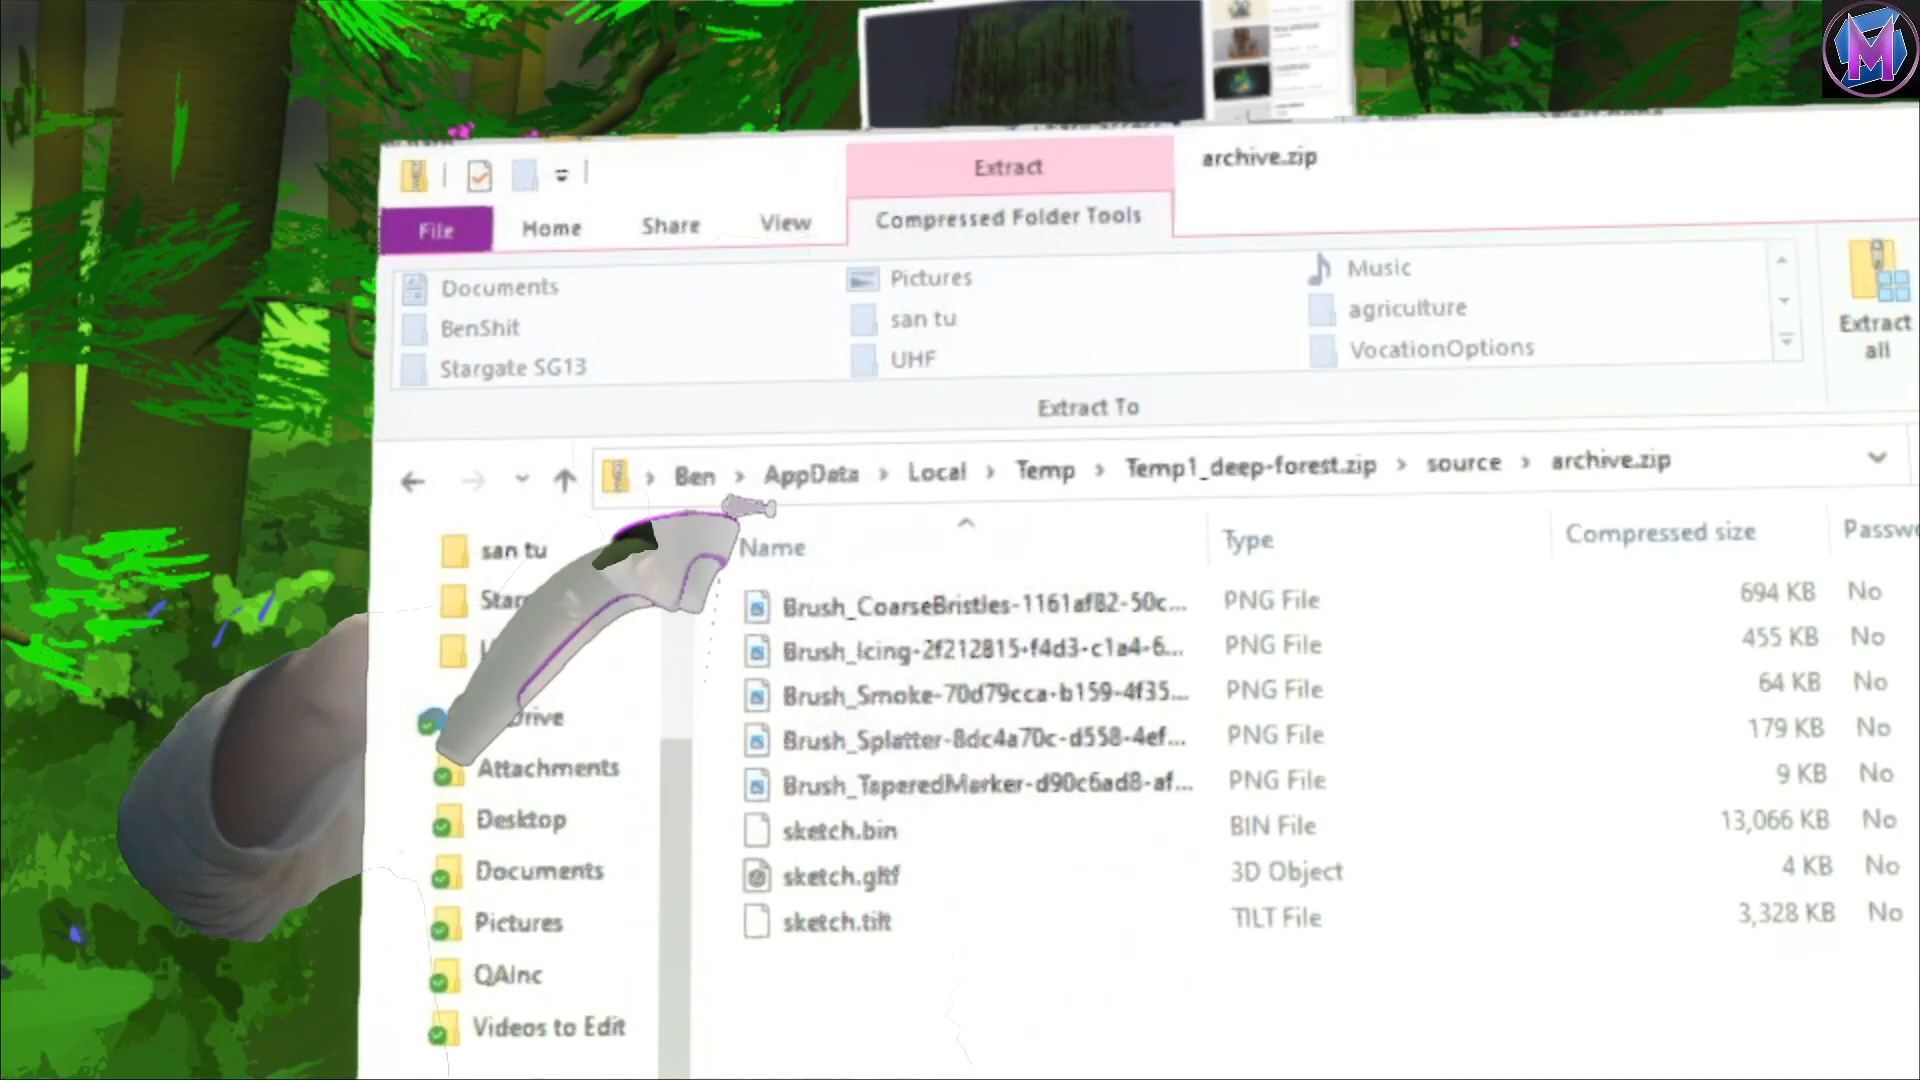 Extract
archive.zip
File
Home
Share
View
Compressed Folder Tools
Documents
Pictures
Music
BenShit
san tu
agriculture
Stargate SG13
UHF
VocationOptions
Extract all
Extract To
Ben > AppData > Local > Temp > Temp1_deep-forest.zip > source > archive.zip
Name
Type
Compressed size
Passwo
san tu
Star
Drive
Attachments
Desktop
Documents
Pictures
QAInc
Videos to Edit
Brush_CoarseBristles-1161af82-50c... PNG File 694 KB No
Brush_Icing-2f212815-f4d3-c1a4-6... PNG File 455 KB No
Brush_Smoke-70d79cca-b159-4f35... PNG File 64 KB No
Brush_Splatter-8dc4a70c-d558-4ef... PNG File 179 KB No
Brush_TaperedMarker-d90c6ad8-af... PNG File 9 KB No
sketch.bin BIN File 13,066 KB No
sketch.gltf 3D Object 4 KB No
sketch.tilt TILT File 3,328 KB No
M